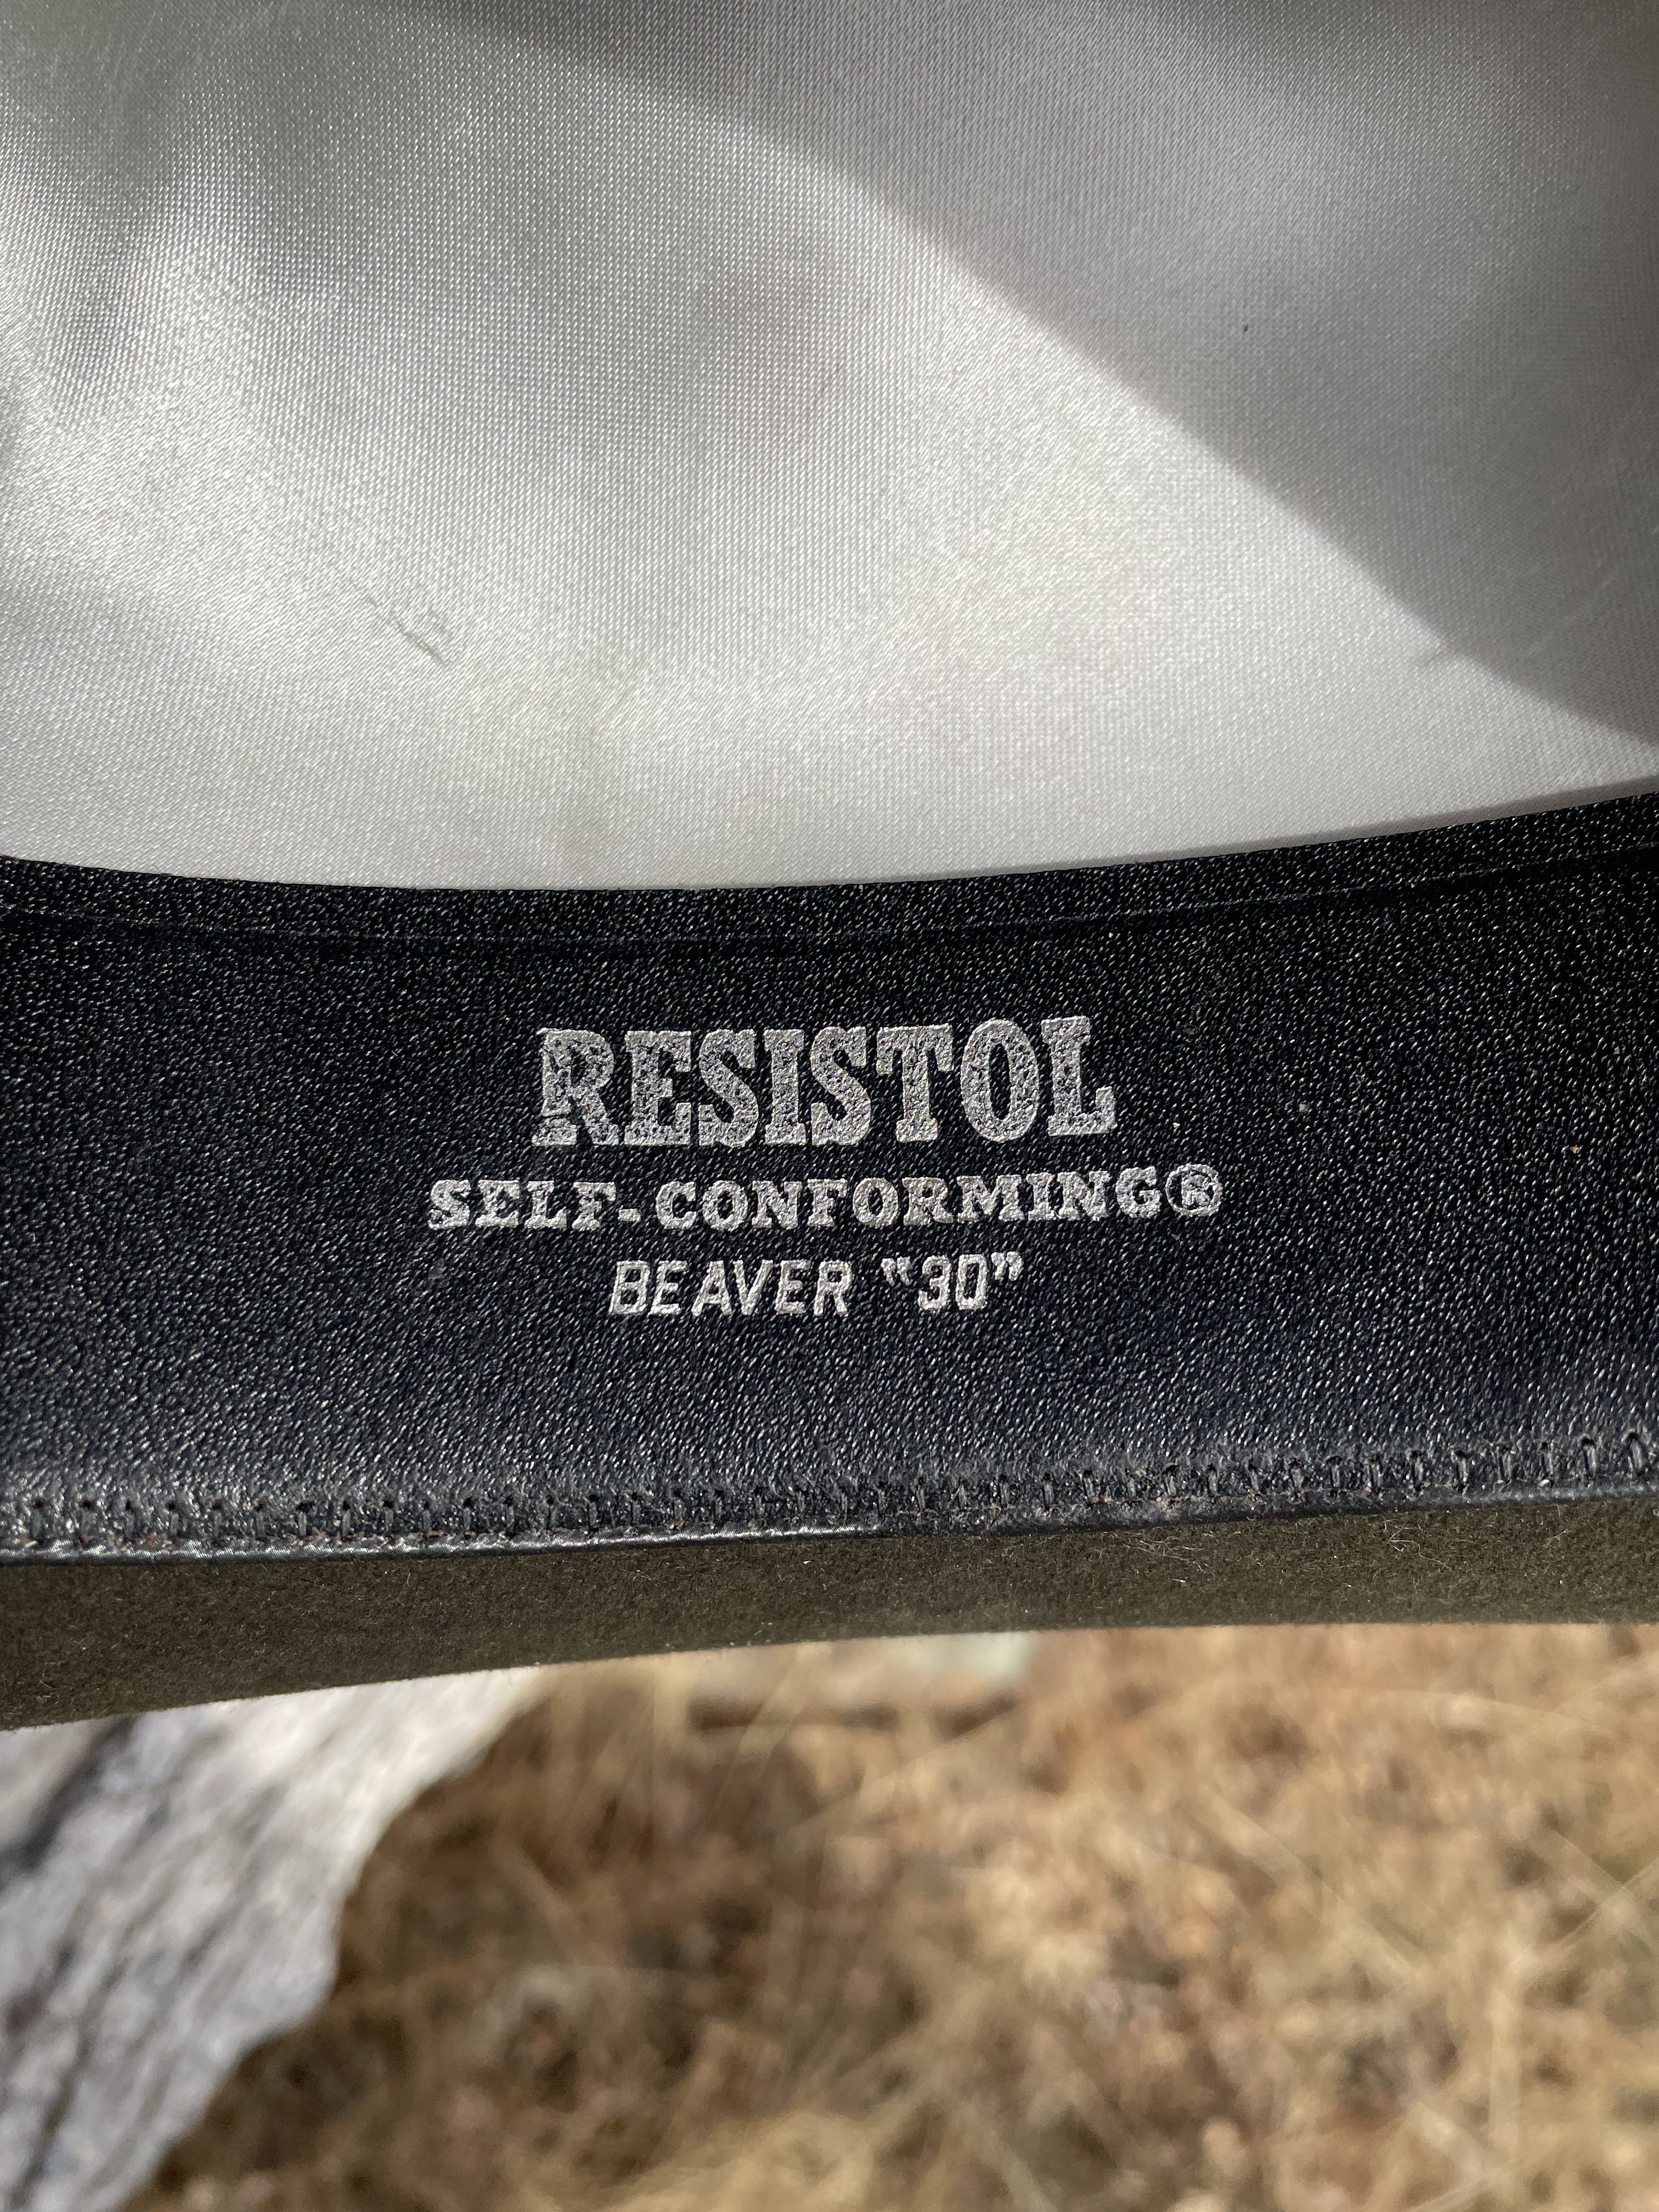 RESISTOL
SELF-CONFORMING®
BEAVER "30"